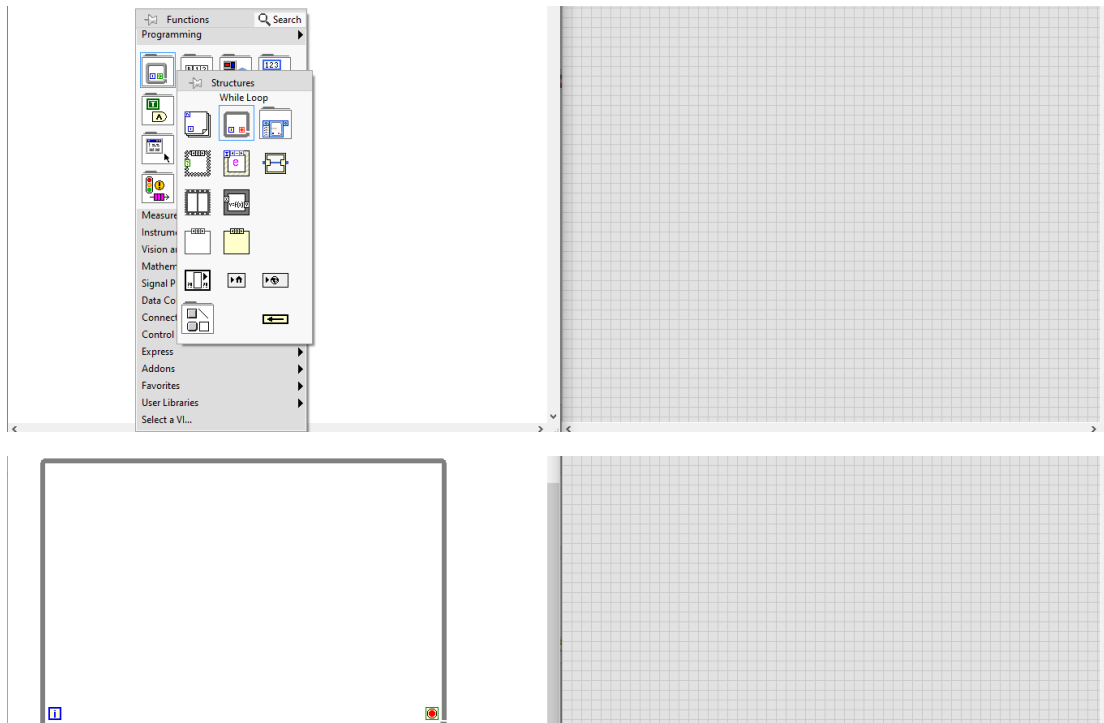 Functions
Search
Programming
123
Structures
While Loop
Measure
Instrum
Vision a
Mathem
Signal P
Data Co
Connect
Control
Express
Addons
Favorites
User Libraries
Select a VI...
i